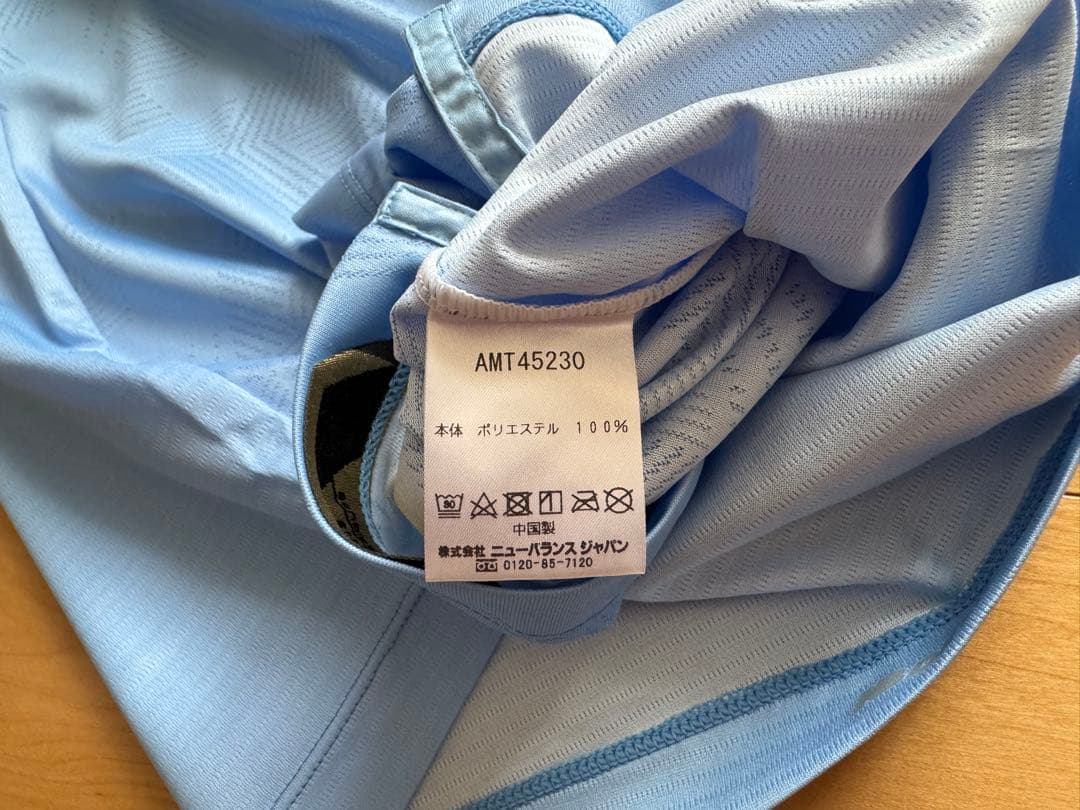 AMT45230
本体 ポリエステル 100%
30
中国製
株式会社 ニューバランス ジャパン
0120-85-7120